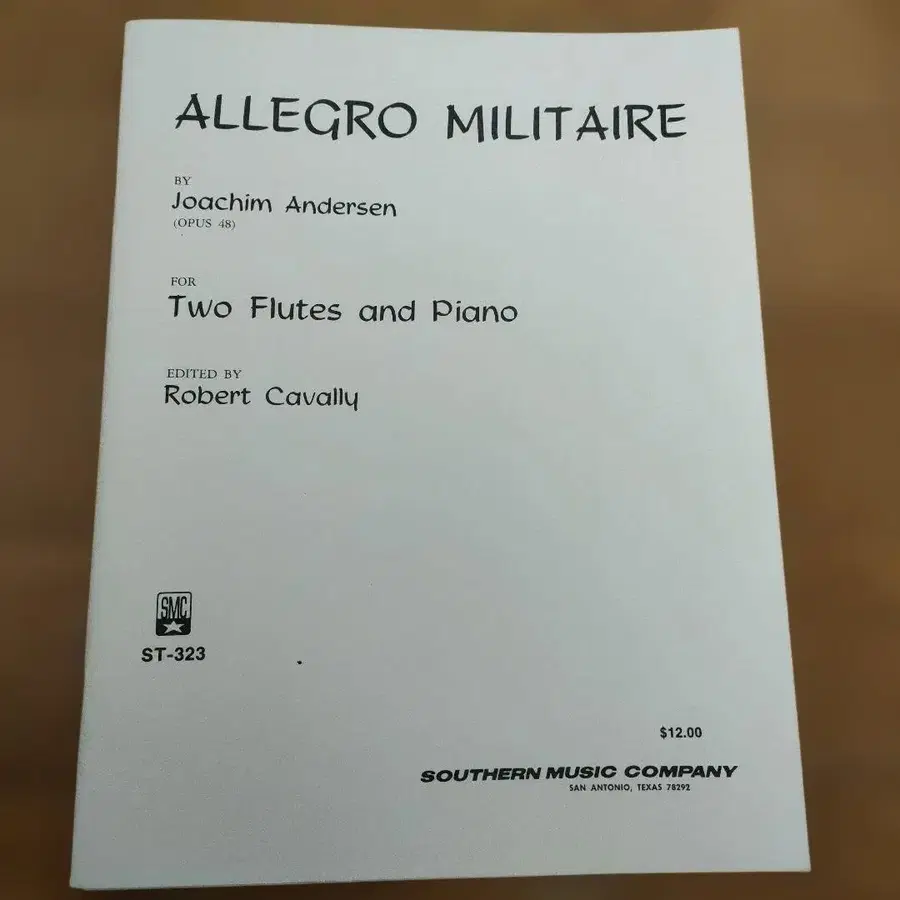 ALLEGRO MILITAIRE
BY
Joachim Andersen
(OPUS 48)
FOR
Two Flutes and Piano
EDITED BY
Robert Cavally
SMC
ST-323
$12.00
SOUTHERN MUSIC COMPANY
SAN ANTONIO, TEXAS 78292